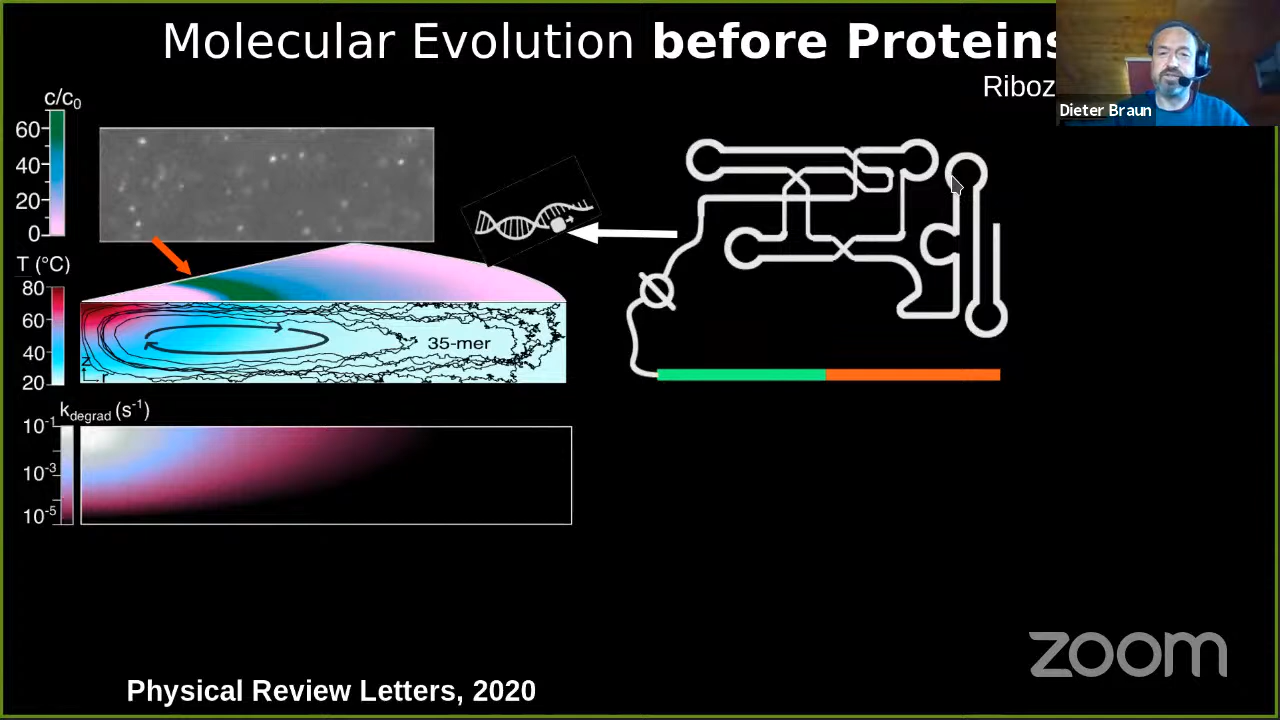 Molecular Evolution before Proteins
Riboz
Dieter Braun
c/c0
60
40
20
0
T (°C)
80
60
40
20
35-mer
z
r
kdegrad (s-1)
10-1
10-3
10-5
Physical Review Letters, 2020
zoom